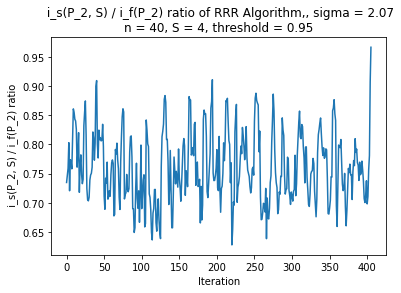 i_s(P_2, S) / i_f(P_2) ratio of RRR Algorithm,, sigma = 2.07
n = 40, S = 4, threshold = 0.95
i_s(P_2, S) / i_f(P_2) ratio
0.95
0.90
0.85
0.80
0.75
0.70
0.65
0 50 100 150 200 250 300 350 400
Iteration